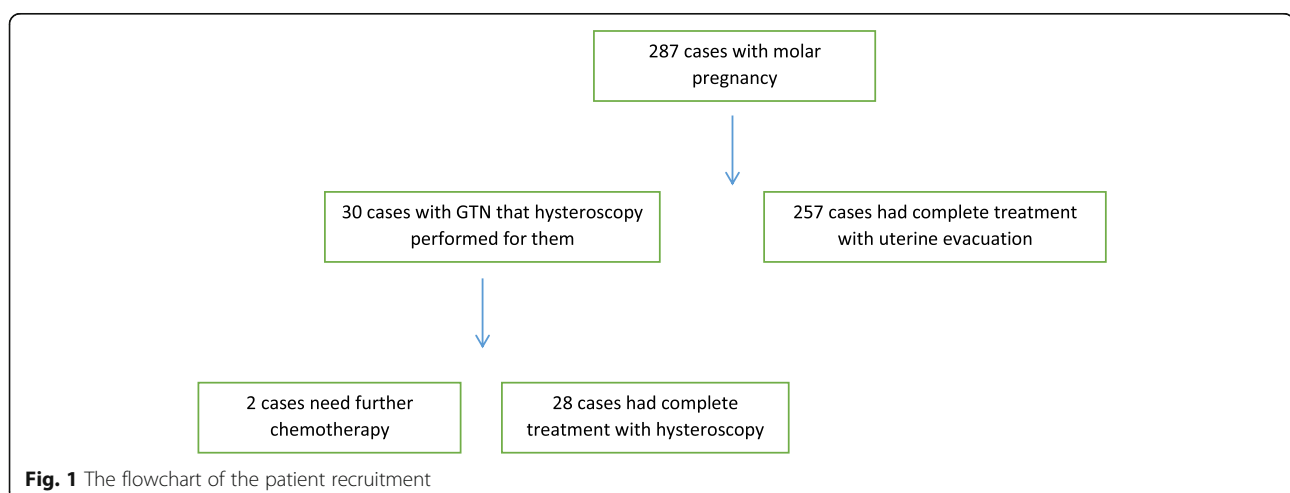 287 cases with molar
pregnancy
30 cases with GTN that hysteroscopy
performed for them
257 cases had complete treatment
with uterine evacuation
2 cases need further
chemotherapy
28 cases had complete
treatment with hysteroscopy
Fig. 1 The flowchart of the patient recruitment